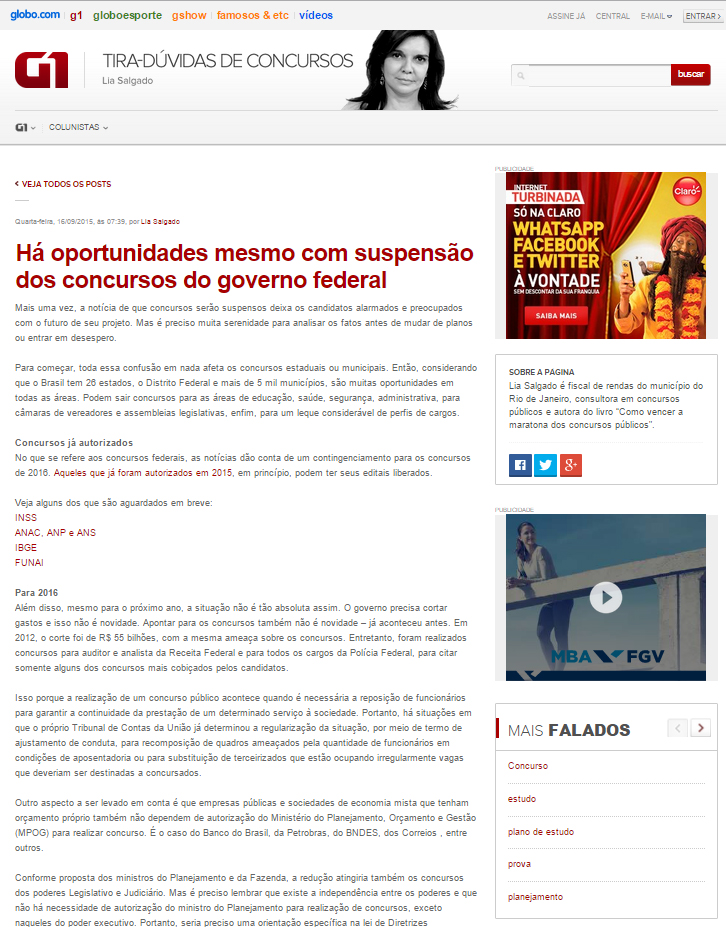 globo.com g1 globoesporte gshow famosos & etc vídeos
ASSINE JÁ CENTRAL E-MAIL ENTRAR
G1
TIRA-DÚVIDAS DE CONCURSOS
Lia Salgado
buscar
G1 COLUNISTAS
VEJA TODOS OS POSTS
Quarta-feira, 16/09/2015, às 07:39, por Lia Salgado
Há oportunidades mesmo com suspensão
dos concursos do governo federal
Mais uma vez, a notícia de que concursos serão suspensos deixa os candidatos alarmados e preocupados
com o futuro de seu projeto. Mas é preciso muita serenidade para analisar os fatos antes de mudar de planos
ou entrar em desespero.
Para começar, toda essa confusão em nada afeta os concursos estaduais ou municipais. Então, considerando
que o Brasil tem 26 estados, o Distrito Federal e mais de 5 mil municípios, são muitas oportunidades em
todas as áreas. Podem sair concursos para as áreas de educação, saúde, segurança, administrativa, para
câmaras de vereadores e assembleias legislativas, enfim, para um leque considerável de perfis de cargos.
Concursos já autorizados
No que se refere aos concursos federais, as notícias dão conta de um contingenciamento para os concursos
de 2016. Aqueles que já foram autorizados em 2015, em princípio, podem ter seus editais liberados.
Veja alguns dos que são aguardados em breve:
INSS
ANAC, ANP e ANS
IBGE
FUNAI
Para 2016
Além disso, mesmo para o próximo ano, a situação não é tão absoluta assim. O governo precisa cortar
gastos e isso não é novidade. Apontar para os concursos também não é novidade – já aconteceu antes. Em
2012, o corte foi de R$ 55 bilhões, com a mesma ameaça sobre os concursos. Entretanto, foram realizados
concursos para auditor e analista da Receita Federal e para todos os cargos da Polícia Federal, para citar
somente alguns dos concursos mais cobiçados pelos candidatos.
Isso porque a realização de um concurso público acontece quando é necessária a reposição de funcionários
para garantir a continuidade da prestação de um determinado serviço à sociedade. Portanto, há situações em
que o próprio Tribunal de Contas da União já determinou a regularização da situação, por meio de termo de
ajustamento de conduta, para recomposição de quadros ameaçados pela quantidade de funcionários em
condições de aposentadoria ou para substituição de terceirizados que estão ocupando irregularmente vagas
que deveriam ser destinadas a concursados.
Outro aspecto a ser levado em conta é que empresas públicas e sociedades de economia mista que tenham
orçamento próprio também não dependem de autorização do Ministério do Planejamento, Orçamento e Gestão
(MPOG) para realizar concurso. É o caso do Banco do Brasil, da Petrobras, do BNDES, dos Correios , entre
outros.
Conforme proposta dos ministros do Planejamento e da Fazenda, a redução atingiria também os concursos
dos poderes Legislativo e Judiciário. Mas é preciso lembrar que existe a independência entre os poderes e que
não há necessidade de autorização do ministro do Planejamento para realização de concursos, exceto
naqueles do poder executivo. Portanto, seria preciso uma orientação específica na lei de Diretrizes
PUBLICIDADE
INTERNET
TURBINADA
SÓ NA CLARO
WHATSAPP
FACEBOOK
E TWITTER
À VONTADE
SEM DESCONTAR DA SUA FRANQUIA
SAIBA MAIS
Claro
SOBRE A PÁGINA
Lia Salgado é fiscal de rendas do município do
Rio de Janeiro, consultora em concursos
públicos e autora do livro "Como vencer a
maratona dos concursos públicos".
PUBLICIDADE
MBA FGV
MAIS FALADOS
Concurso
estudo
plano de estudo
prova
planejamento